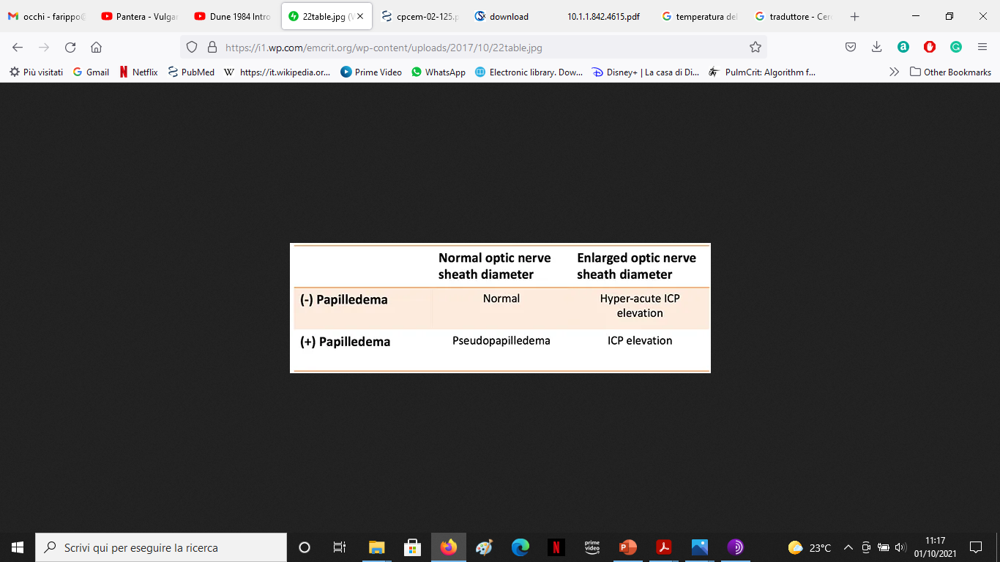 occhi - farippo@
Pantera - Vulgar
Dune 1984 Intro
22table.jpg
cpcem-02-125.p
download
10.1.1.842.4615.pdf
temperatura del
traduttore - Cer
https://i1.wp.com/emcrit.org/wp-content/uploads/2017/10/22table.jpg
Più visitati
Gmail
Netflix
PubMed
https://it.wikipedia.or...
Prime Video
WhatsApp
Electronic library. Dow...
Disney+ | La casa di Di...
PulmCrit: Algorithm f...
Other Bookmarks
Normal optic nerve
sheath diameter
Enlarged optic nerve
sheath diameter
(-) Papilledema
Normal
Hyper-acute ICP
elevation
(+) Papilledema
Pseudopapilledema
ICP elevation
Scrivi qui per eseguire la ricerca
prime
video
23°C
11:17
01/10/2021